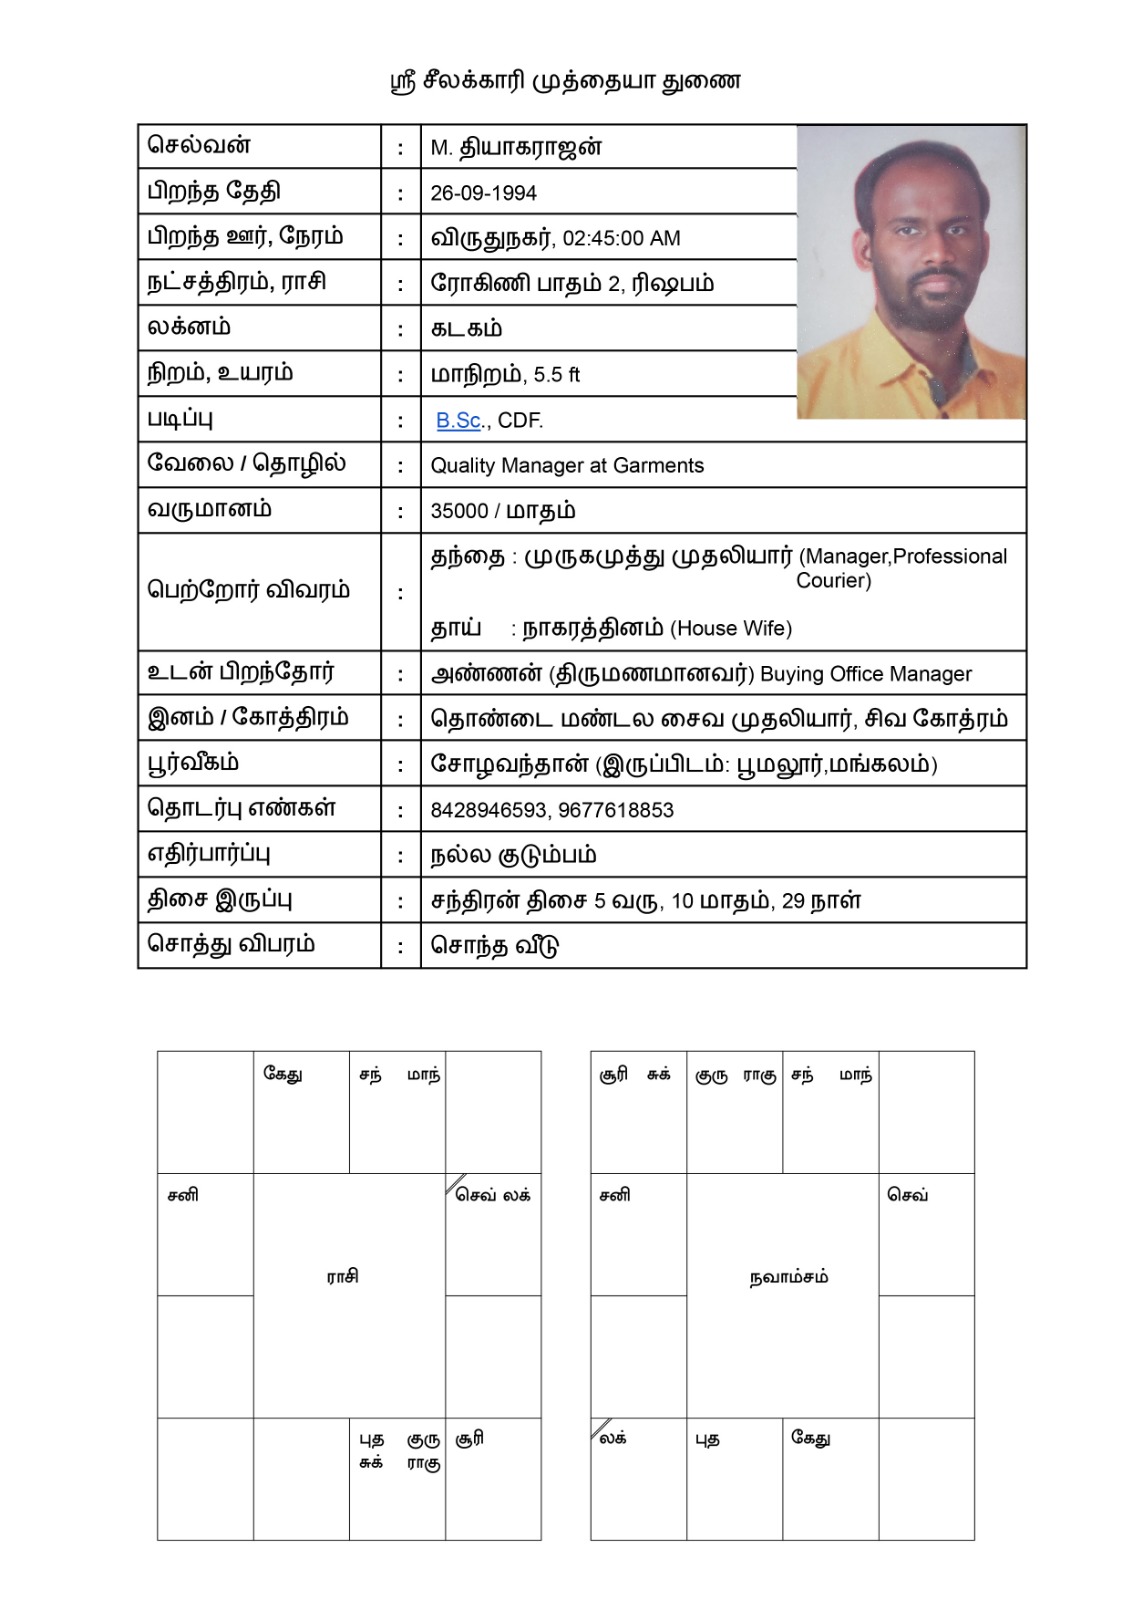 ஸ்ரீ சீலக்காரி முத்தையா துணை
செல்வன் : M. தியாகராஜன்
பிறந்த தேதி : 26-09-1994
பிறந்த ஊர், நேரம் : விருதுநகர், 02:45:00 AM
நட்சத்திரம், ராசி : ரோகிணி பாதம் 2, ரிஷபம்
லக்னம் : கடகம்
நிறம், உயரம் : மாநிறம், 5.5 ft
படிப்பு : B.Sc., CDF.
வேலை / தொழில் : Quality Manager at Garments
வருமானம் : 35000 / மாதம்
பெற்றோர் விவரம் : தந்தை : முருகமுத்து முதலியார் (Manager,Professional
Courier)
தாய் : நாகரத்தினம் (House Wife)
உடன் பிறந்தோர் : அண்ணன் (திருமணமானவர்) Buying Office Manager
இனம் / கோத்திரம் : தொண்டை மண்டல சைவ முதலியார், சிவ கோத்ரம்
பூர்வீகம் : சோழவந்தான் (இருப்பிடம்: பூமலூர்,மங்கலம்)
தொடர்பு எண்கள் : 8428946593, 9677618853
எதிர்பார்ப்பு : நல்ல குடும்பம்
திசை இருப்பு : சந்திரன் திசை 5 வரு, 10 மாதம், 29 நாள்
சொத்து விபரம் : சொந்த வீடு
கேது சந் மாந்
சனி செவ் லக்
ராசி
புத குரு சூரி
சுக் ராகு
சூரி சுக் குரு ராகு சந் மாந்
சனி செவ்
நவாம்சம்
லக் புத கேது